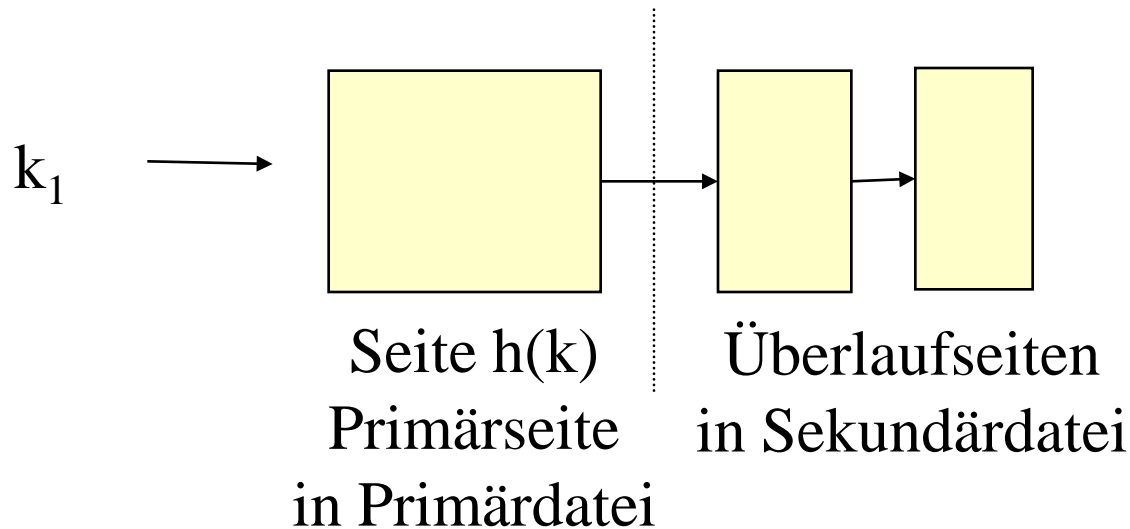 k₁
Seite h(k)
Primärseite
in Primärdatei
Überlaufseiten
in Sekundärdatei